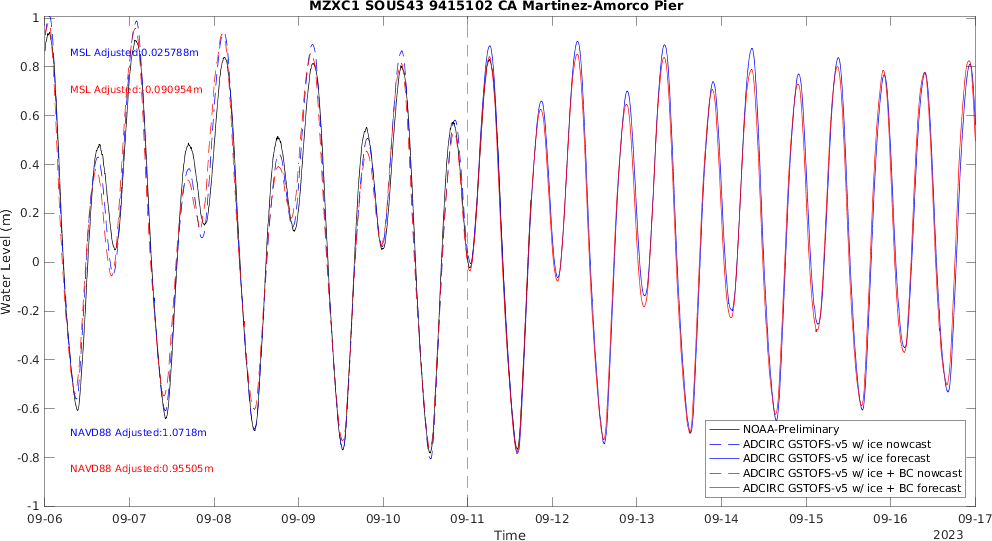 MZXC1 SOUS43 9415102 CA Martinez-Amorco Pier
1
0.8
0.6
0.4
0.2
0
-0.2
-0.4
-0.6
-0.8
-1
Water Level (m)
MSL Adjusted:0.025788m
MSL Adjusted:-0.090954m
NAVD88 Adjusted:1.0718m
NAVD88 Adjusted:0.95505m
NOAA-Preliminary
ADCIRC GSTOFS-v5 w/ ice nowcast
ADCIRC GSTOFS-v5 w/ ice forecast
ADCIRC GSTOFS-v5 w/ ice + BC nowcast
ADCIRC GSTOFS-v5 w/ ice + BC forecast
09-06 09-07 09-08 09-09 09-10 09-11 09-12 09-13 09-14 09-15 09-16 09-17
Time
2023